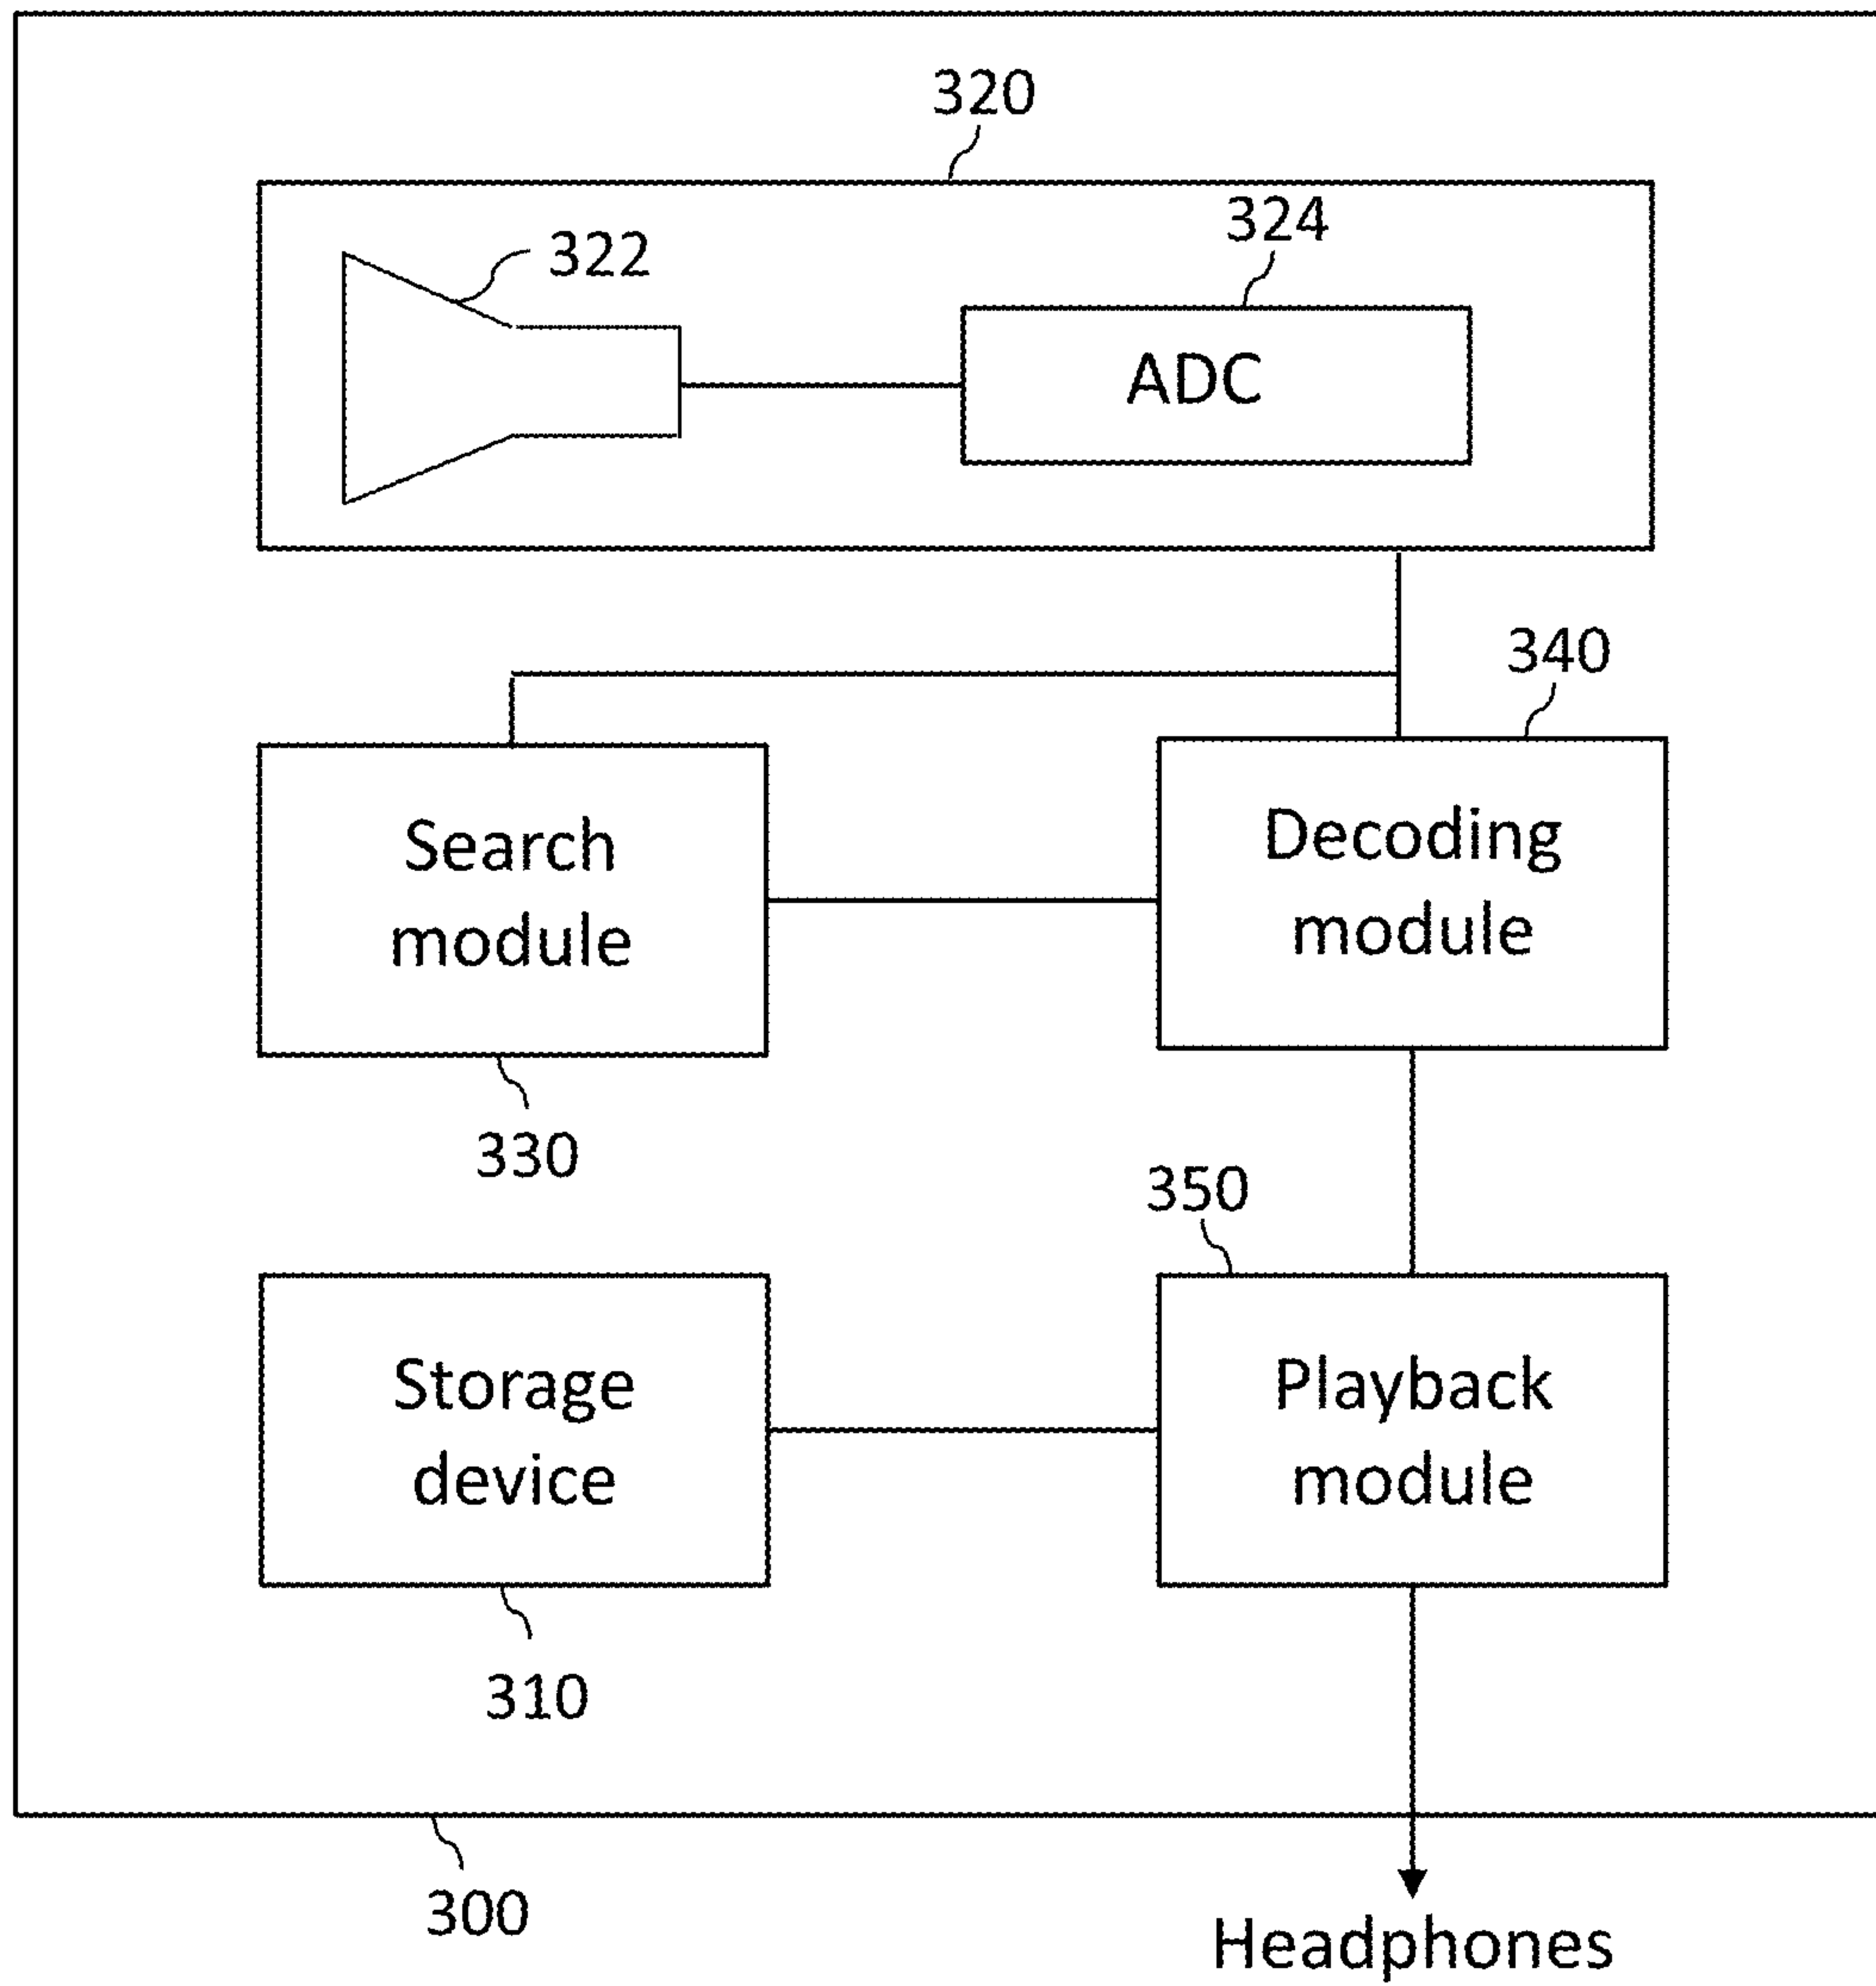 320
324
322
ADC
340
Search
module
Decoding
module
330
350
Storage
device
Playback
module
310
300
Headphones